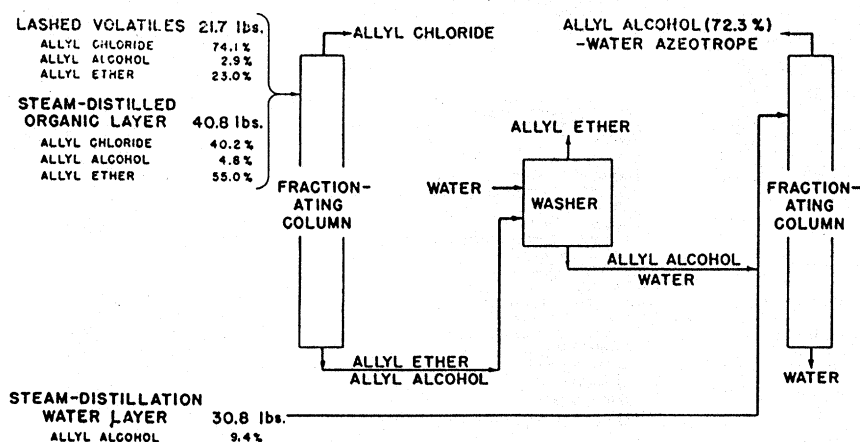 LASHED VOLATILES 21.7 lbs.
ALLYL CHLORIDE 74.1%
ALLYL ALCOHOL 2.9%
ALLYL ETHER 23.0%
STEAM-DISTILLED
ORGANIC LAYER 40.8 lbs.
ALLYL CHLORIDE 40.2%
ALLYL ALCOHOL 4.8%
ALLYL ETHER 55.0%
ALLYL CHLORIDE
FRACTION-
ATING
COLUMN
ALLYL ETHER
ALLYL ALCOHOL
WATER
ALLYL ETHER
WASHER
ALLYL ALCOHOL
WATER
ALLYL ALCOHOL (72.3%)
-WATER AZEOTROPE
FRACTION-
ATING
COLUMN
WATER
STEAM-DISTILLATION
WATER LAYER 30.8 lbs.
ALLYL ALCOHOL 9.4%